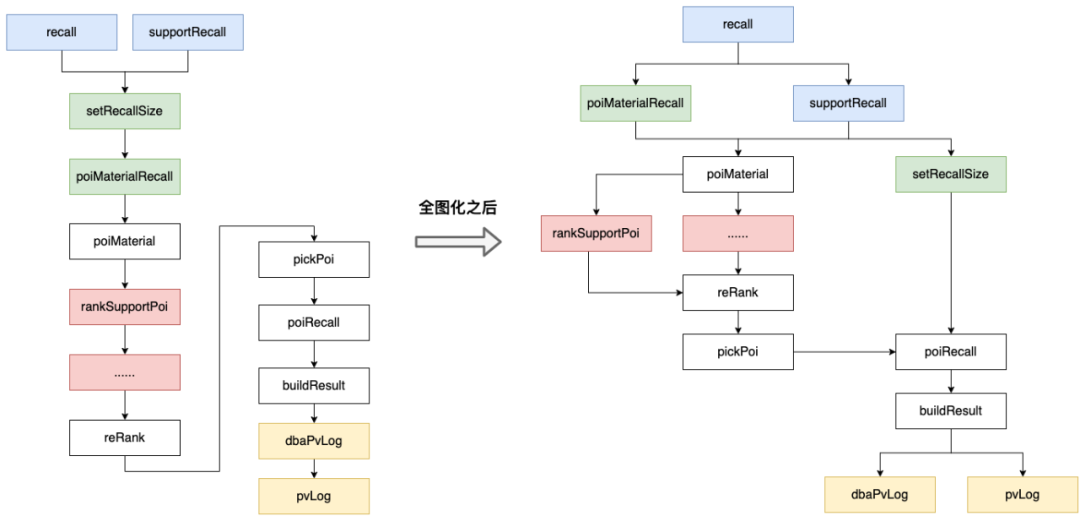 recall
supportRecall
setRecallSize
poiMaterialRecall
poiMaterial
rankSupportPoi
......
reRank
pickPoi
poiRecall
buildResult
dbaPvLog
pvLog
全图化之后
recall
poiMaterialRecall
supportRecall
poiMaterial
setRecallSize
rankSupportPoi
......
reRank
pickPoi
poiRecall
buildResult
dbaPvLog
pvLog